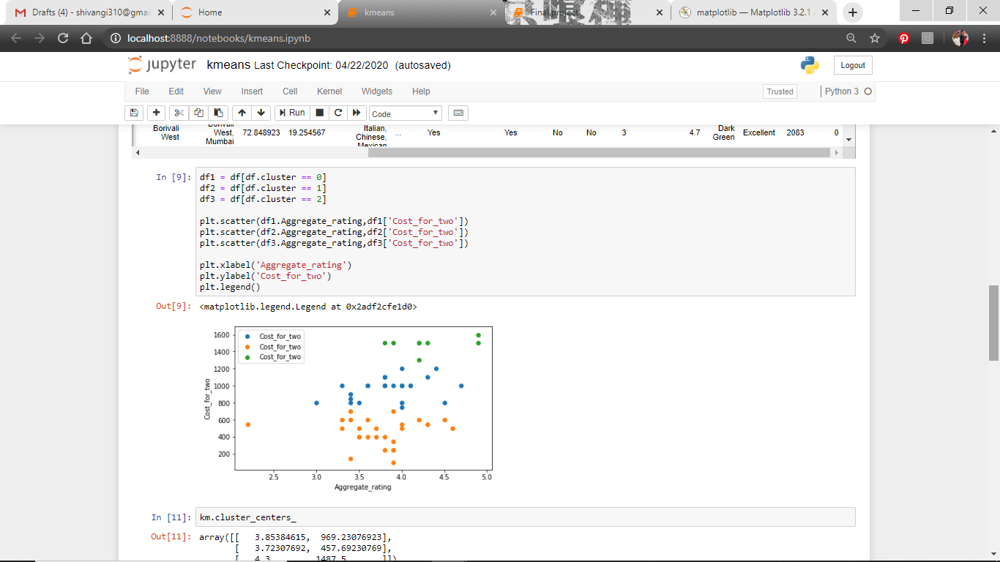 Drafts (4) - shivangi310@gmai
Home
kmeans
Final project
matplotlib — Matplotlib 3.2.1 d
localhost:8888/notebooks/kmeans.ipynb
jupyter kmeans Last Checkpoint: 04/22/2020 (autosaved)
Logout
File Edit View Insert Cell Kernel Widgets Help
Trusted
Python 3
Run
Code
Borivali West
Borivali West, Mumbai
72.848923 19.254567
Italian, Chinese, Mexican
... Yes Yes No No 3 4.7
Dark Green
Excellent 2083 0
In [9]:
df1 = df[df.cluster == 0]
df2 = df[df.cluster == 1]
df3 = df[df.cluster == 2]
plt.scatter(df1.Aggregate_rating,df1['Cost_for_two'])
plt.scatter(df2.Aggregate_rating,df2['Cost_for_two'])
plt.scatter(df3.Aggregate_rating,df3['Cost_for_two'])
plt.xlabel('Aggregate_rating')
plt.ylabel('Cost_for_two')
plt.legend()
Out[9]: <matplotlib.legend.Legend at 0x2adf2cfe1d0>
Cost_for_two
Cost_for_two
Cost_for_two
1600
1400
1200
1000
800
600
400
200
Cost_for_two
2.5 3.0 3.5 4.0 4.5 5.0
Aggregate_rating
In [11]: km.cluster_centers_
Out[11]: array([[ 3.85384615, 969.23076923],
[ 3.72307692, 457.69230769],
[ 4.3 , 1487.5 ]])